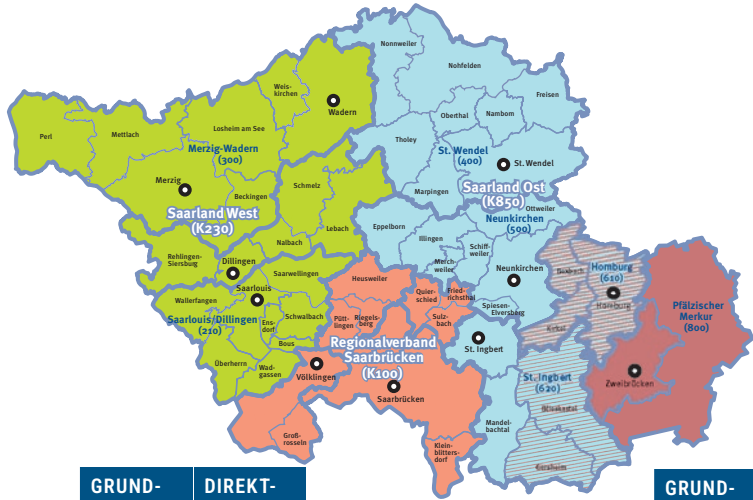 Nonnweiler
Nohfelden
Weis-
kirchen
Freisen
Wadern
Oberthal
Namborn
Perl
Mettlach
Losheim am See
Merzig-Wadern
(300)
Tholey
St. Wendel
(400)
St. Wendel
Merzig
Schmelz
Marpingen
Saarland Ost
(K850)
Beckingen
Saarland West
(K230)
Lebach
Ottweiler
Neunkirchen
(500)
Eppelborn
Illingen
Schiff-
weiler
Nalbach
Merch-
weiler
Rehlingen-
Siersburg
Dillingen
Saarwellingen
Heusweiler
Neunkirchen
Bexbach
Homburg
(610)
Homburg
Saarlouis
Quier-
schied
Fried-
richsthal
Wallerfangen
Spiesen-
Elversberg
Pfälzischer
Merkur
(800)
Saarlouis/Dillingen
(210)
Ens-
dorf
Schwalbach
Pütt-
lingen
Riegels-
berg
Sulz-
bach
Kirkel
Bous
Regionalverband
Saarbrücken
(K100)
St. Ingbert
Überherrn
Wad-
gassen
Völklingen
St. Ingbert
(620)
Zweibrücken
Saarbrücken
Blieskastel
Mandel-
bachtal
Groß-
rosseln
Klein-
blitters-
dorf
Gersheim
GRUND-
DIREKT-
GRUND-